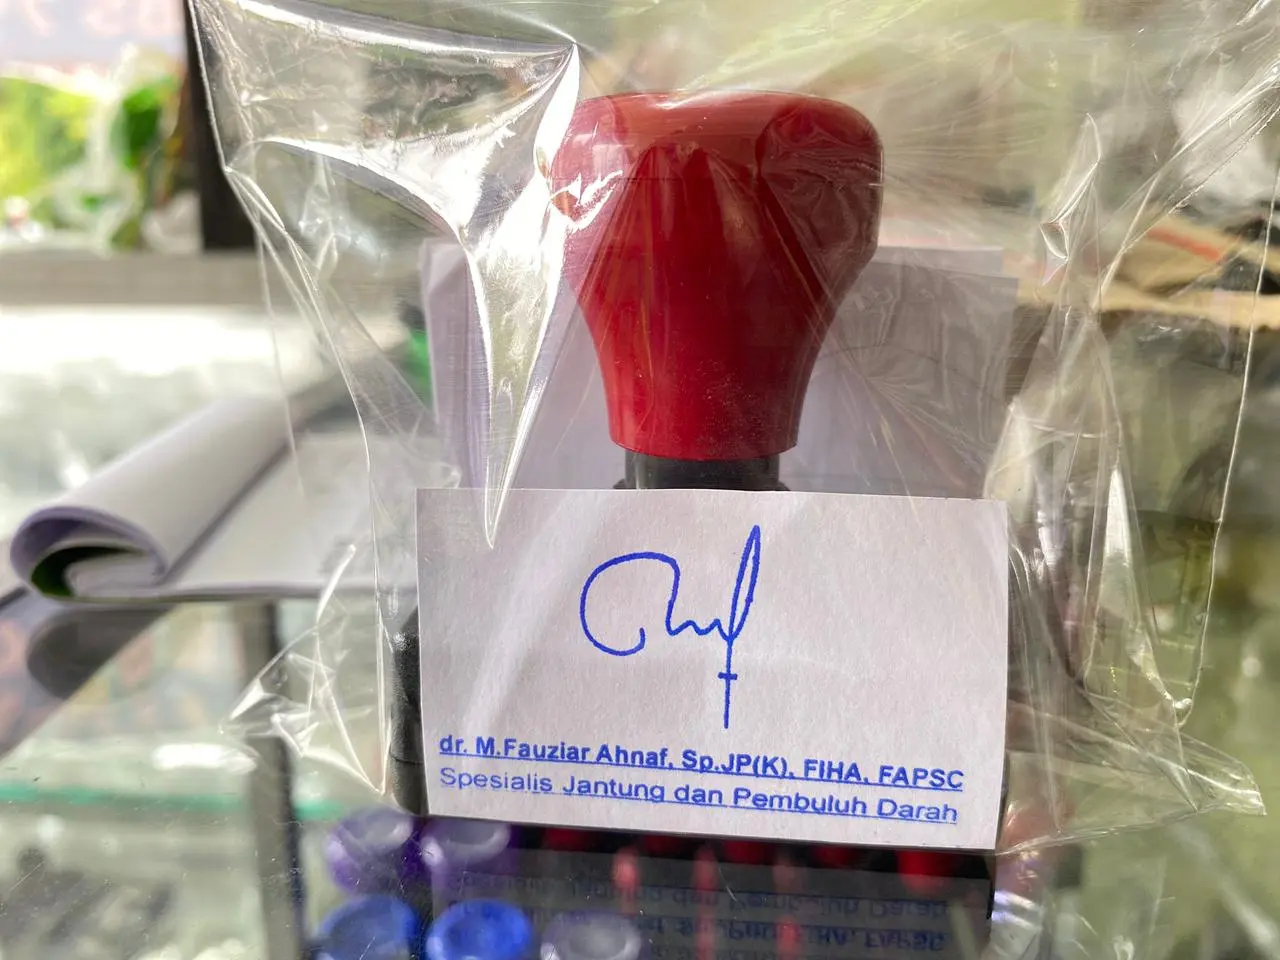 dr. M.Fauziar Ahnaf, Sp.JP(K), FIHA, FAPSC
Spesialis Jantung dan Pembuluh Darah